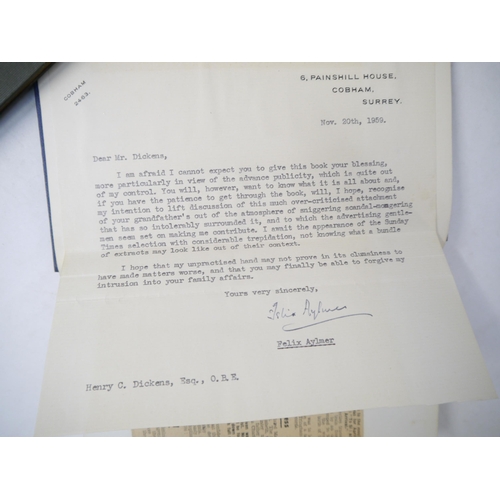 COBHAM
2463.
6, PAINSHILL HOUSE,
COBHAM,
SURREY.
Nov. 20th, 1959.
Dear Mr. Dickens,
I am afraid I cannot expect you to give this book your blessing,
more particularly in view of the advance publicity, which is quite out
of my control. You will, however, want to know what it is all about and,
if you have the patience to get through the book, will, I hope, recognise
my intention to lift discussion of this much over-criticised attachment
of your grandfather's out of the atmosphere of sniggering scandal-mongering
that has so intolerably surrounded it, and to which the advertising gentle-
men seem set on making me contribute. I await the appearance of the Sunday
Times selection with considerable trepidation, not knowing what a bundle
of extracts may look like out of their context.
I hope that my unpractised hand may not prove in its clumsiness to
have made matters worse, and that you may finally be able to forgive my
intrusion into your family affairs.
Yours very sincerely,
Felix Aylmer
Felix Aylmer
Henry C. Dickens, Esq., O.B.E.